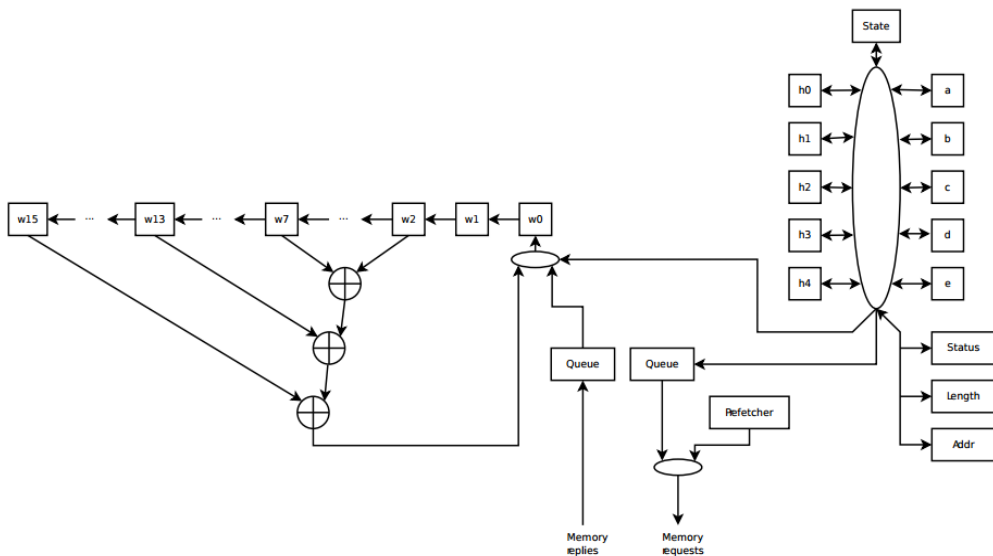 State
h0
a
h1
b
h2
c
w15
...
w13
...
w7
...
w2
w1
w0
h3
d
h4
e
Status
Queue
Queue
Length
Prefetcher
Addr
Memory
replies
Memory
requests